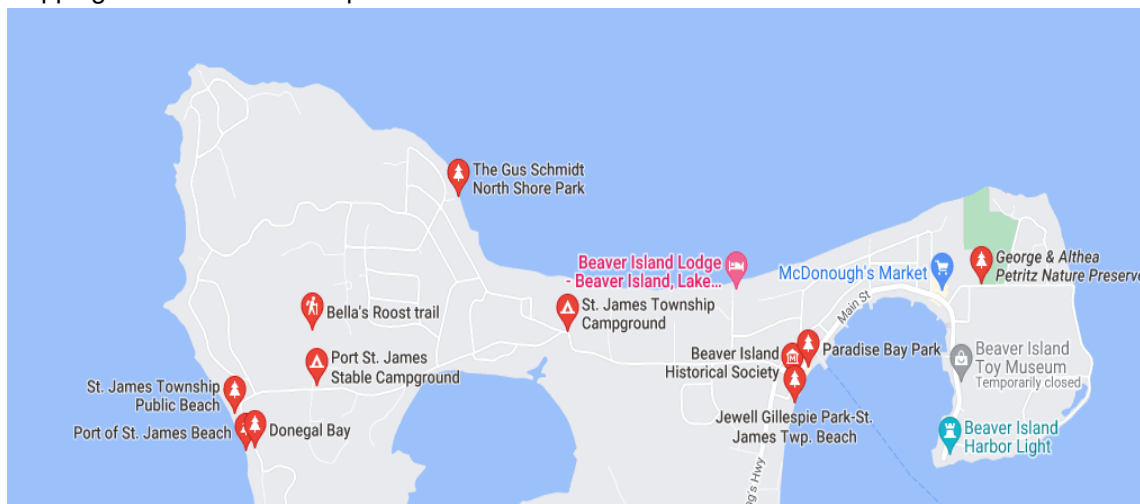 The Gus Schmidt
North Shore Park
Beaver Island Lodge
- Beaver Island, Lake...
McDonough's Market
George & Althea
Petritz Nature Preserve
Bella's Roost trail
St. James Township
Campground
Main St
Port St. James
Stable Campground
Beaver Island
Historical Society
Paradise Bay Park
Beaver Island
Toy Museum
Temporarily closed
St. James Township
Public Beach
Port of St. James Beach
Donegal Bay
Jewell Gillespie Park-St.
James Twp. Beach
Beaver Island
Harbor Light
g's Hwy